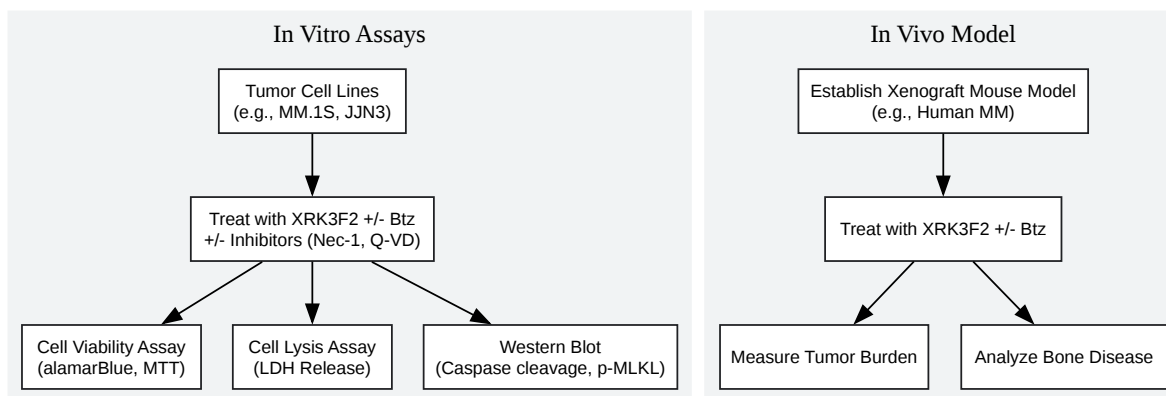 In Vitro Assays
Tumor Cell Lines
(e.g., MM.1S, JJN3)
Treat with XRK3F2 +/- Btz
+/- Inhibitors (Nec-1, Q-VD)
Cell Viability Assay
(alamarBlue, MTT)
Cell Lysis Assay
(LDH Release)
Western Blot
(Caspase cleavage, p-MLKL)
In Vivo Model
Establish Xenograft Mouse Model
(e.g., Human MM)
Treat with XRK3F2 +/- Btz
Measure Tumor Burden
Analyze Bone Disease